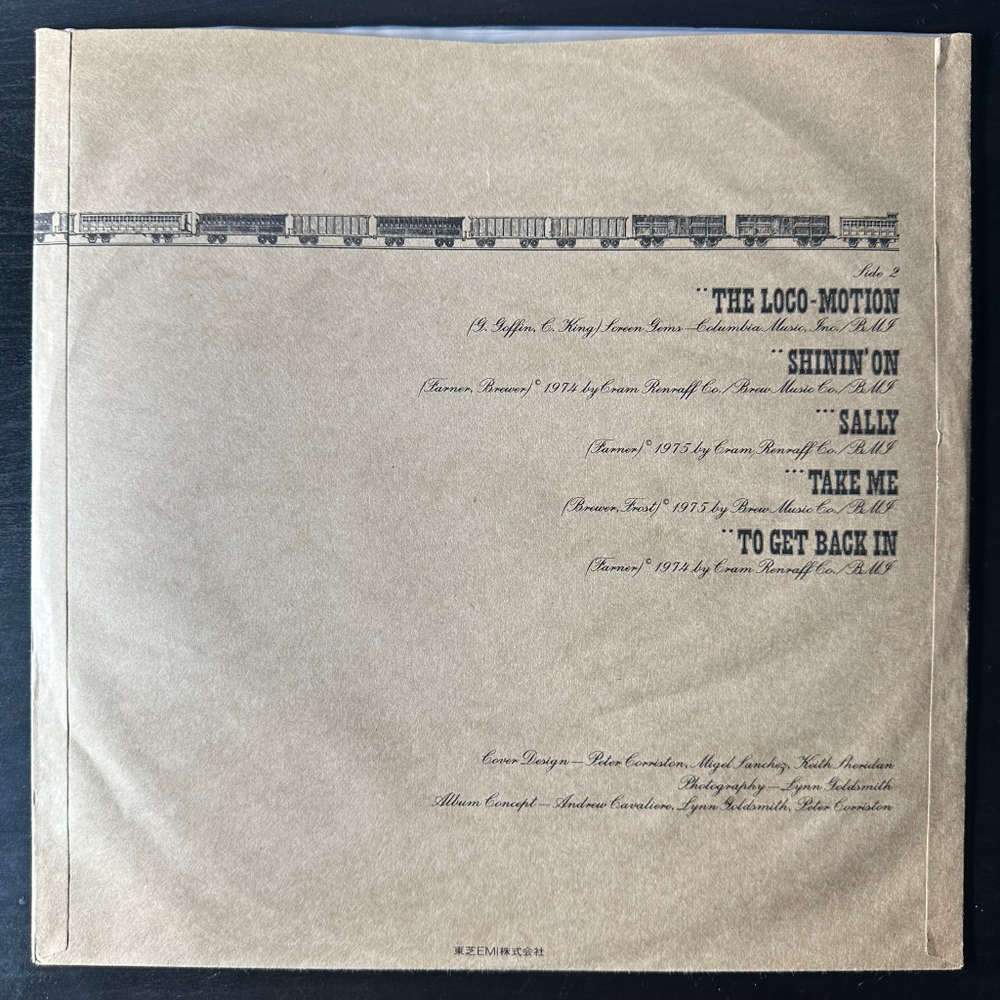 Side 2
··THE LOCO-MOTION
(G. Goffin, C. King) Screen Gems—Columbia Music, Inc./BMI
··SHININ' ON
(Farner, Brewer) © 1974 by Cram Renraff Co./Brew Music Co./BMI
···SALLY
(Farner) © 1975 by Cram Renraff Co./BMI
···TAKE ME
(Brewer, Frost) © 1975 by Brew Music Co./BMI
··TO GET BACK IN
(Farner) © 1974 by Cram Renraff Co./BMI
Cover Design—Peter Corriston, Migel Sanchez, Keith Sheridan
Photography—Lynn Goldsmith
Album Concept—Andrew Cavaliere, Lynn Goldsmith, Peter Corriston
東芝EMI株式会社